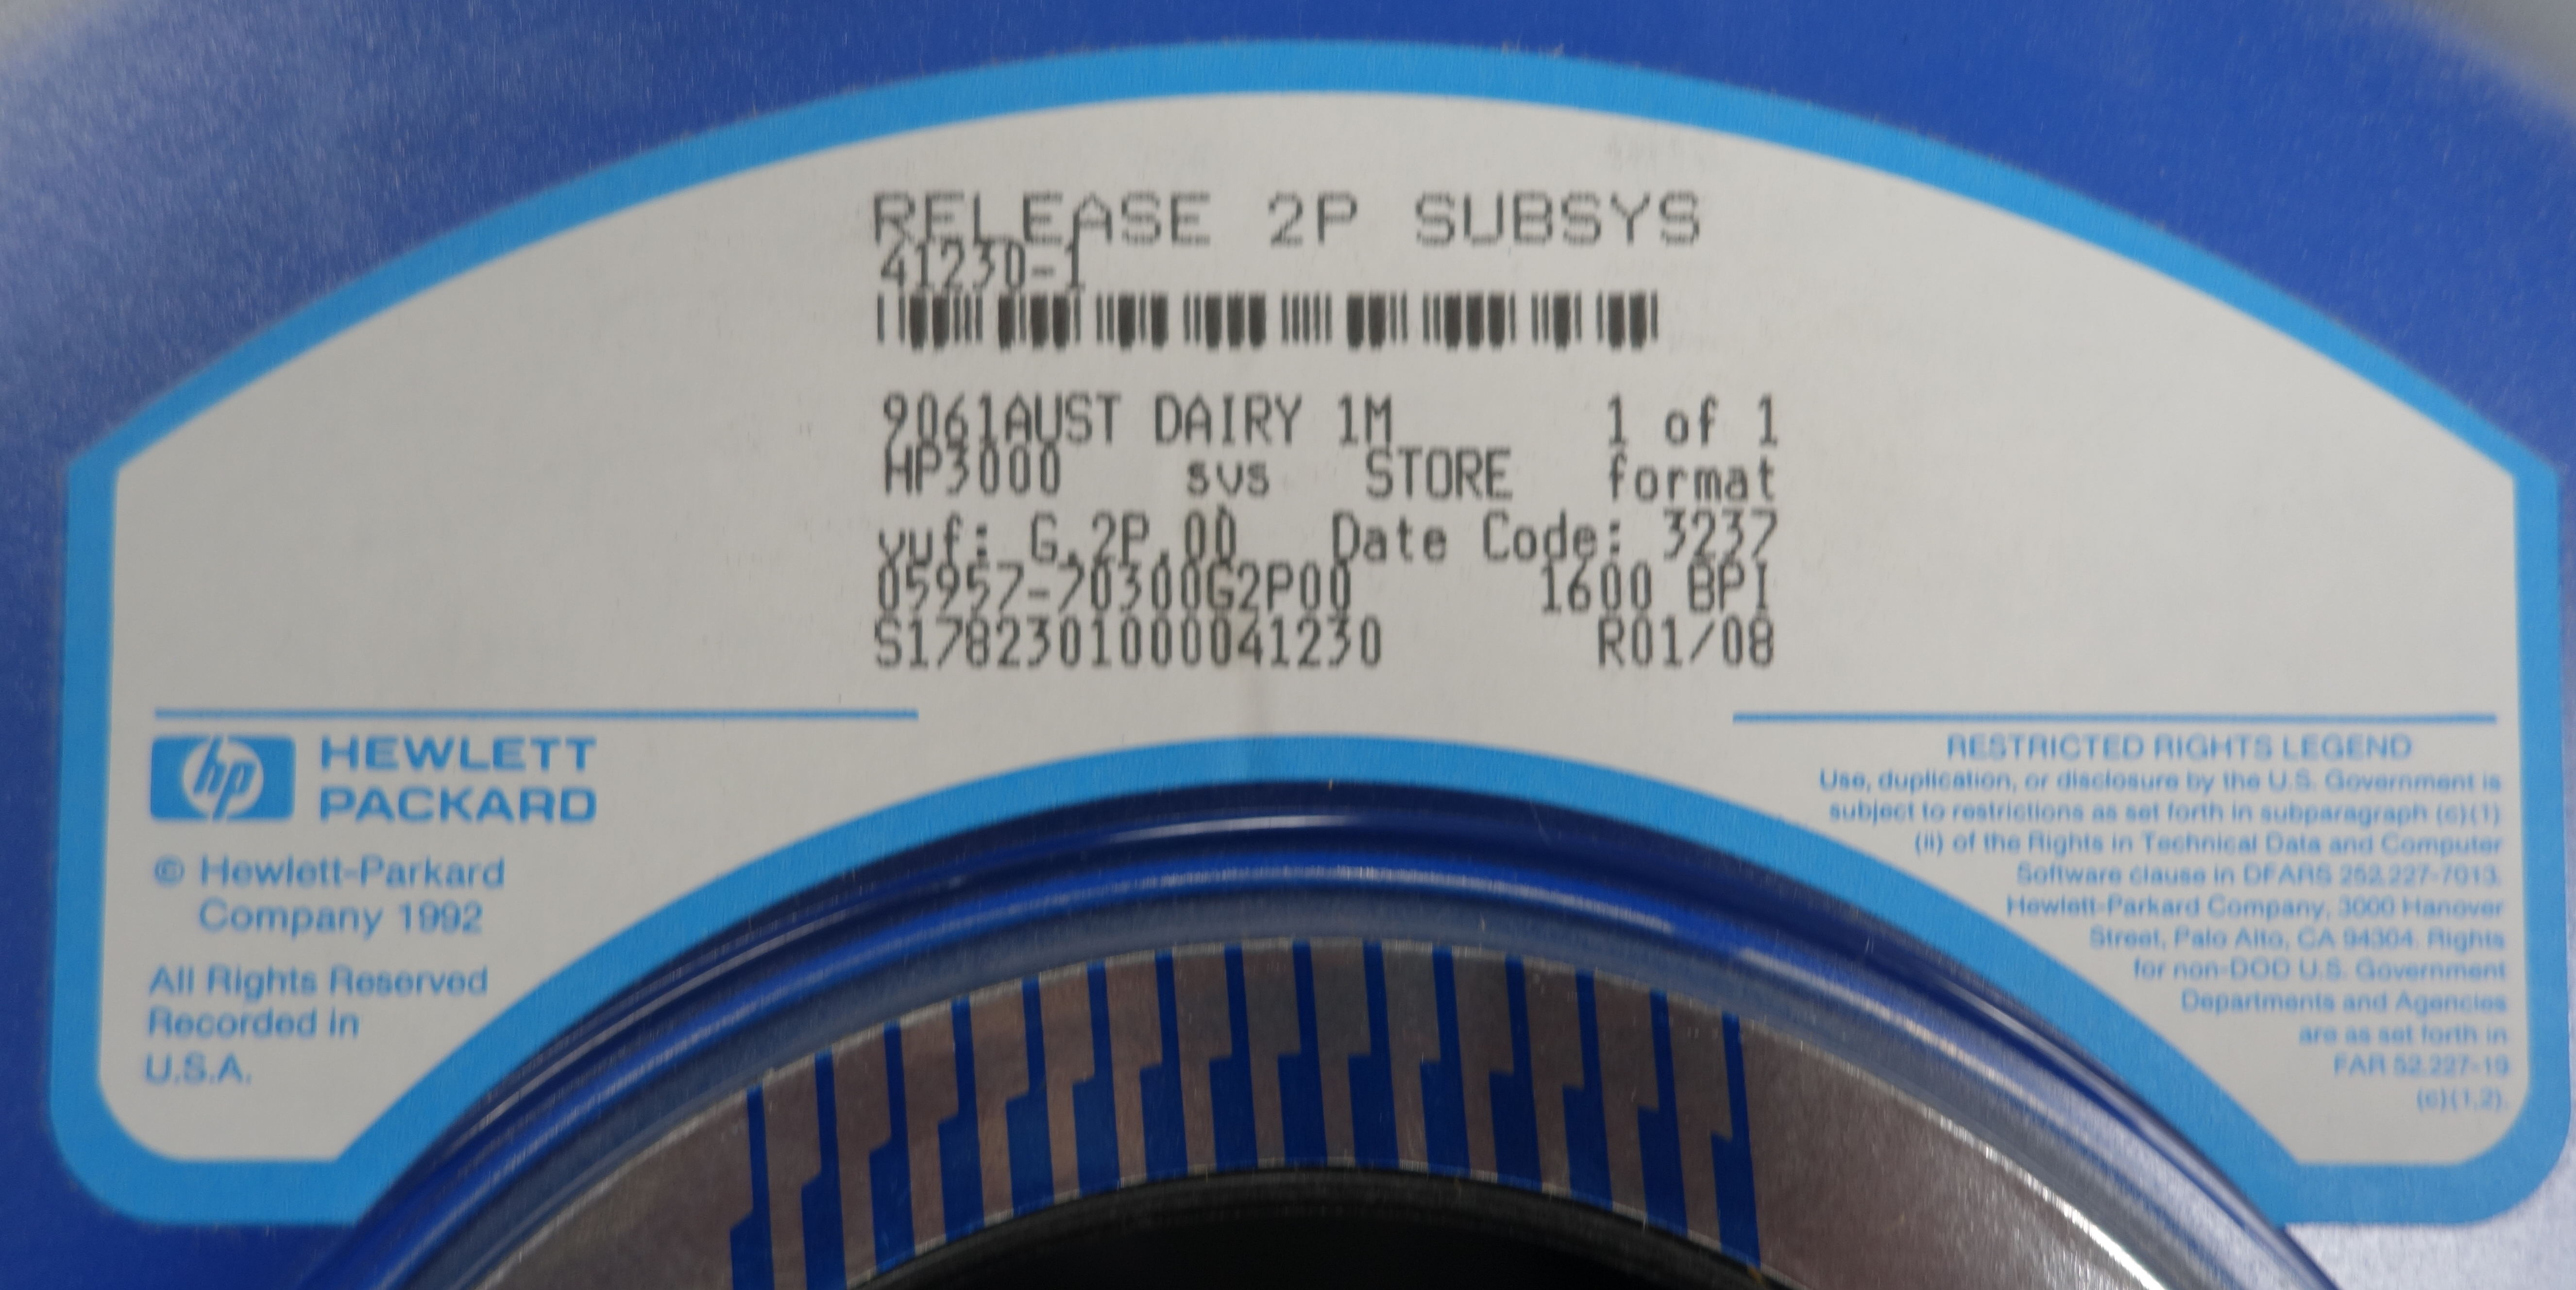 RELEASE 2P SUBSYS
41230-1
9061AUST DAIRY 1M 1 of 1
HP3000 sys STORE format
vuf: G.2P.00 Date Code: 3237
05957-70300G2P00 1600 BPI
S1782301000041230 R01/08
hp HEWLETT
PACKARD
© Hewlett-Parkard
Company 1992
All Rights Reserved
Recorded in
U.S.A.
RESTRICTED RIGHTS LEGEND
Use, duplication, or disclosure by the U.S. Government is
subject to restrictions as set forth in subparagraph (c)(1)
(ii) of the Rights in Technical Data and Computer
Software clause in DFARS 252.227-7013.
Hewlett-Parkard Company, 3000 Hanover
Street, Palo Alto, CA 94304. Rights
for non-DOD U.S. Government
Departments and Agencies
are as set forth in
FAR 52.227-19
(c)(1,2).